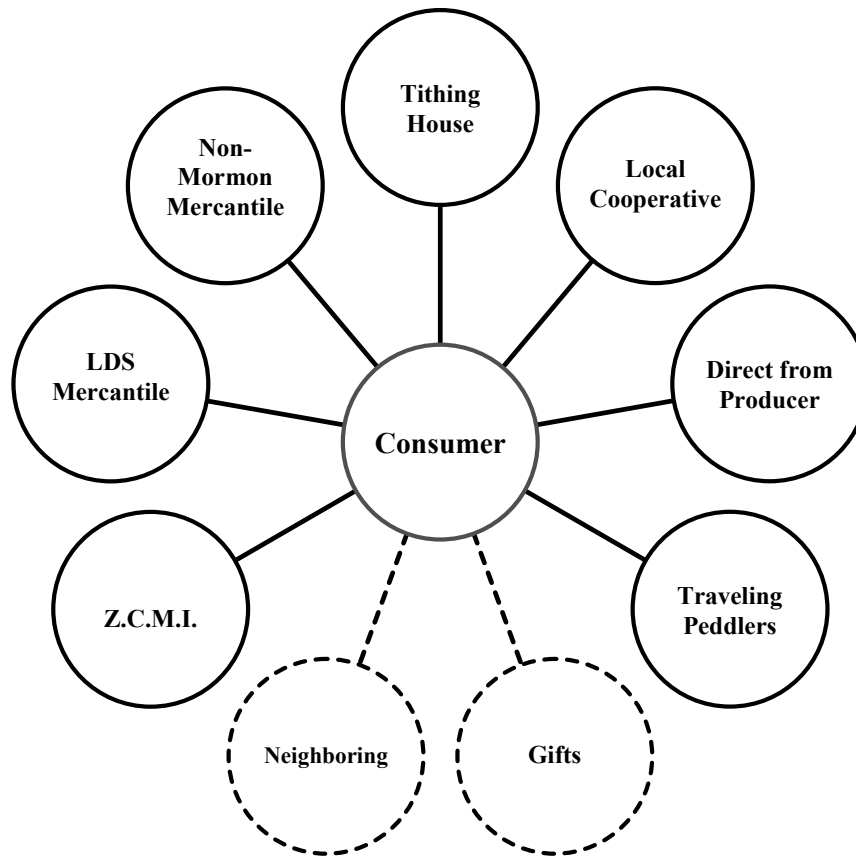 Tithing
House
Non-
Mormon
Mercantile
Local
Cooperative
LDS
Mercantile
Direct from
Producer
Consumer
Z.C.M.I.
Traveling
Peddlers
Neighboring
Gifts